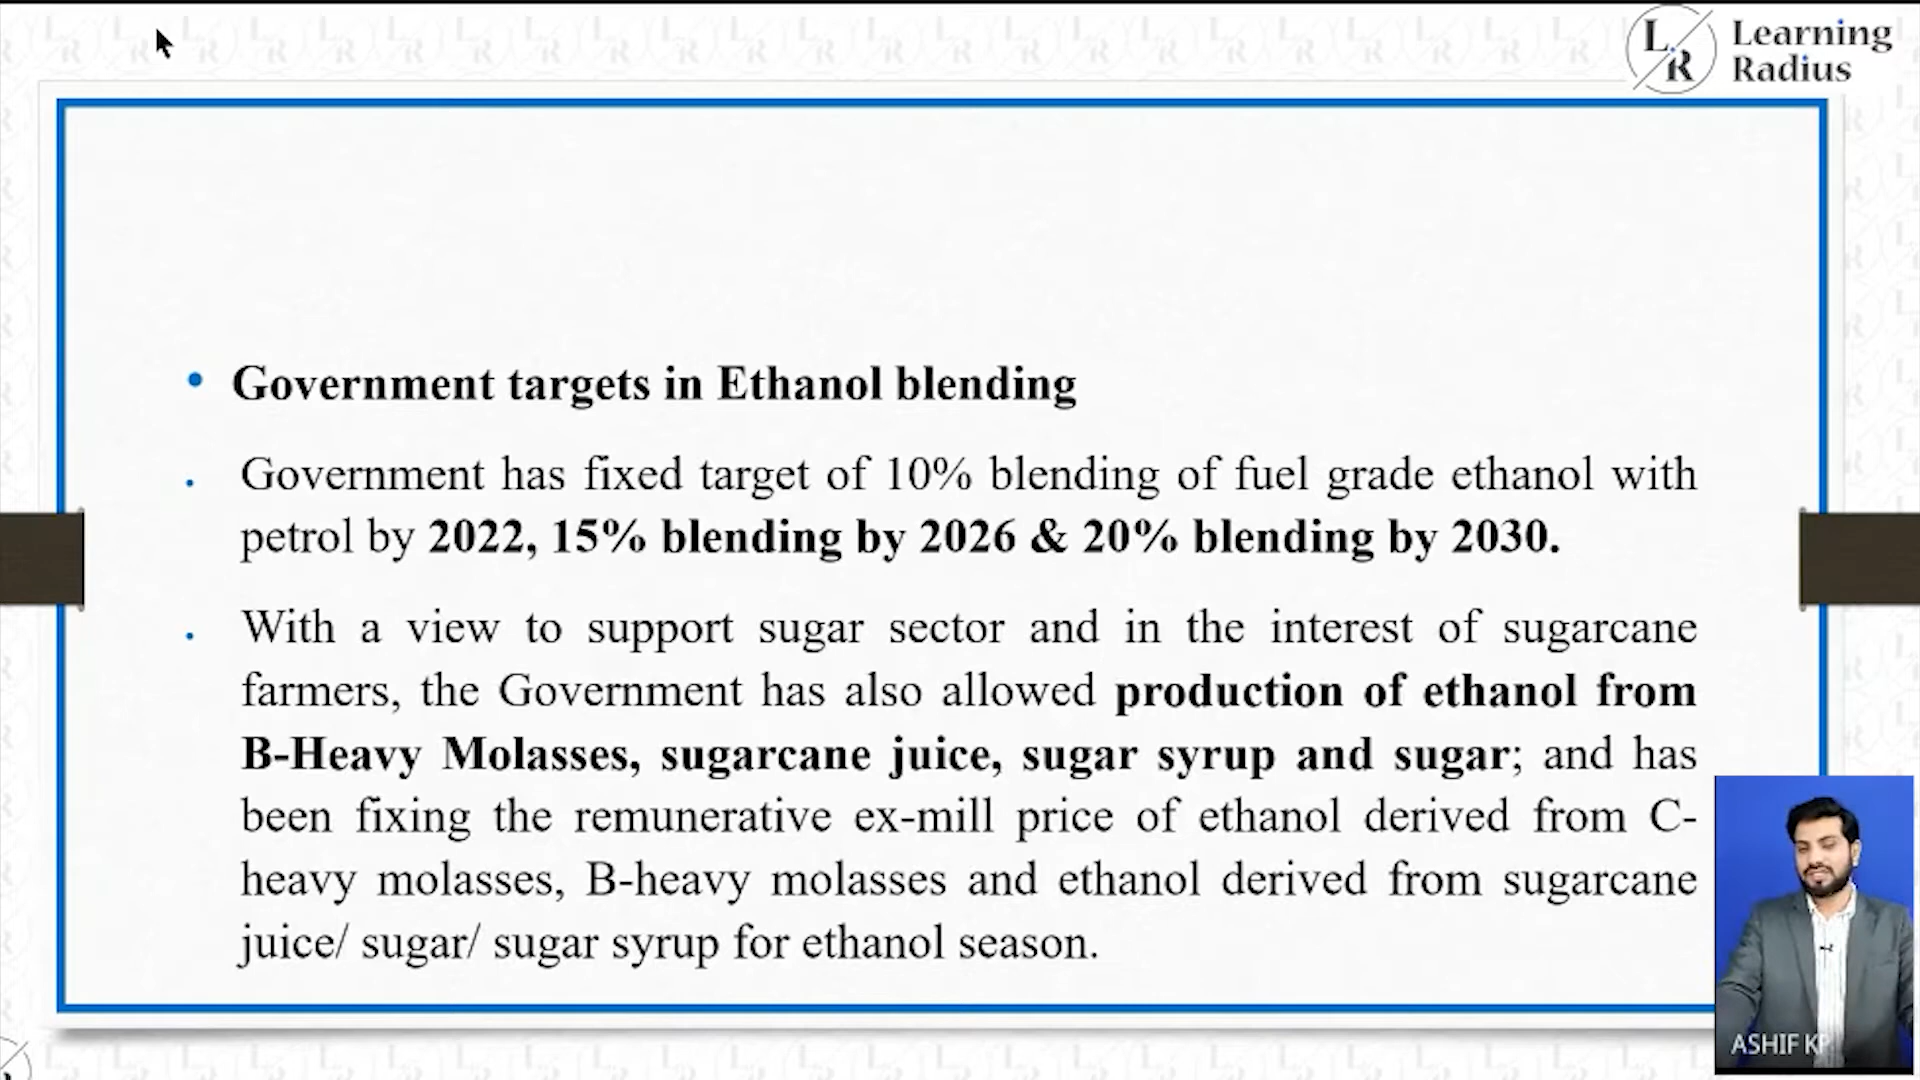 Learning
Radius
L R
• Government targets in Ethanol blending
• Government has fixed target of 10% blending of fuel grade ethanol with
petrol by 2022, 15% blending by 2026 & 20% blending by 2030.
• With a view to support sugar sector and in the interest of sugarcane
farmers, the Government has also allowed production of ethanol from
B-Heavy Molasses, sugarcane juice, sugar syrup and sugar; and has
been fixing the remunerative ex-mill price of ethanol derived from C-
heavy molasses, B-heavy molasses and ethanol derived from sugarcane
juice/ sugar/ sugar syrup for ethanol season.
ASHIF